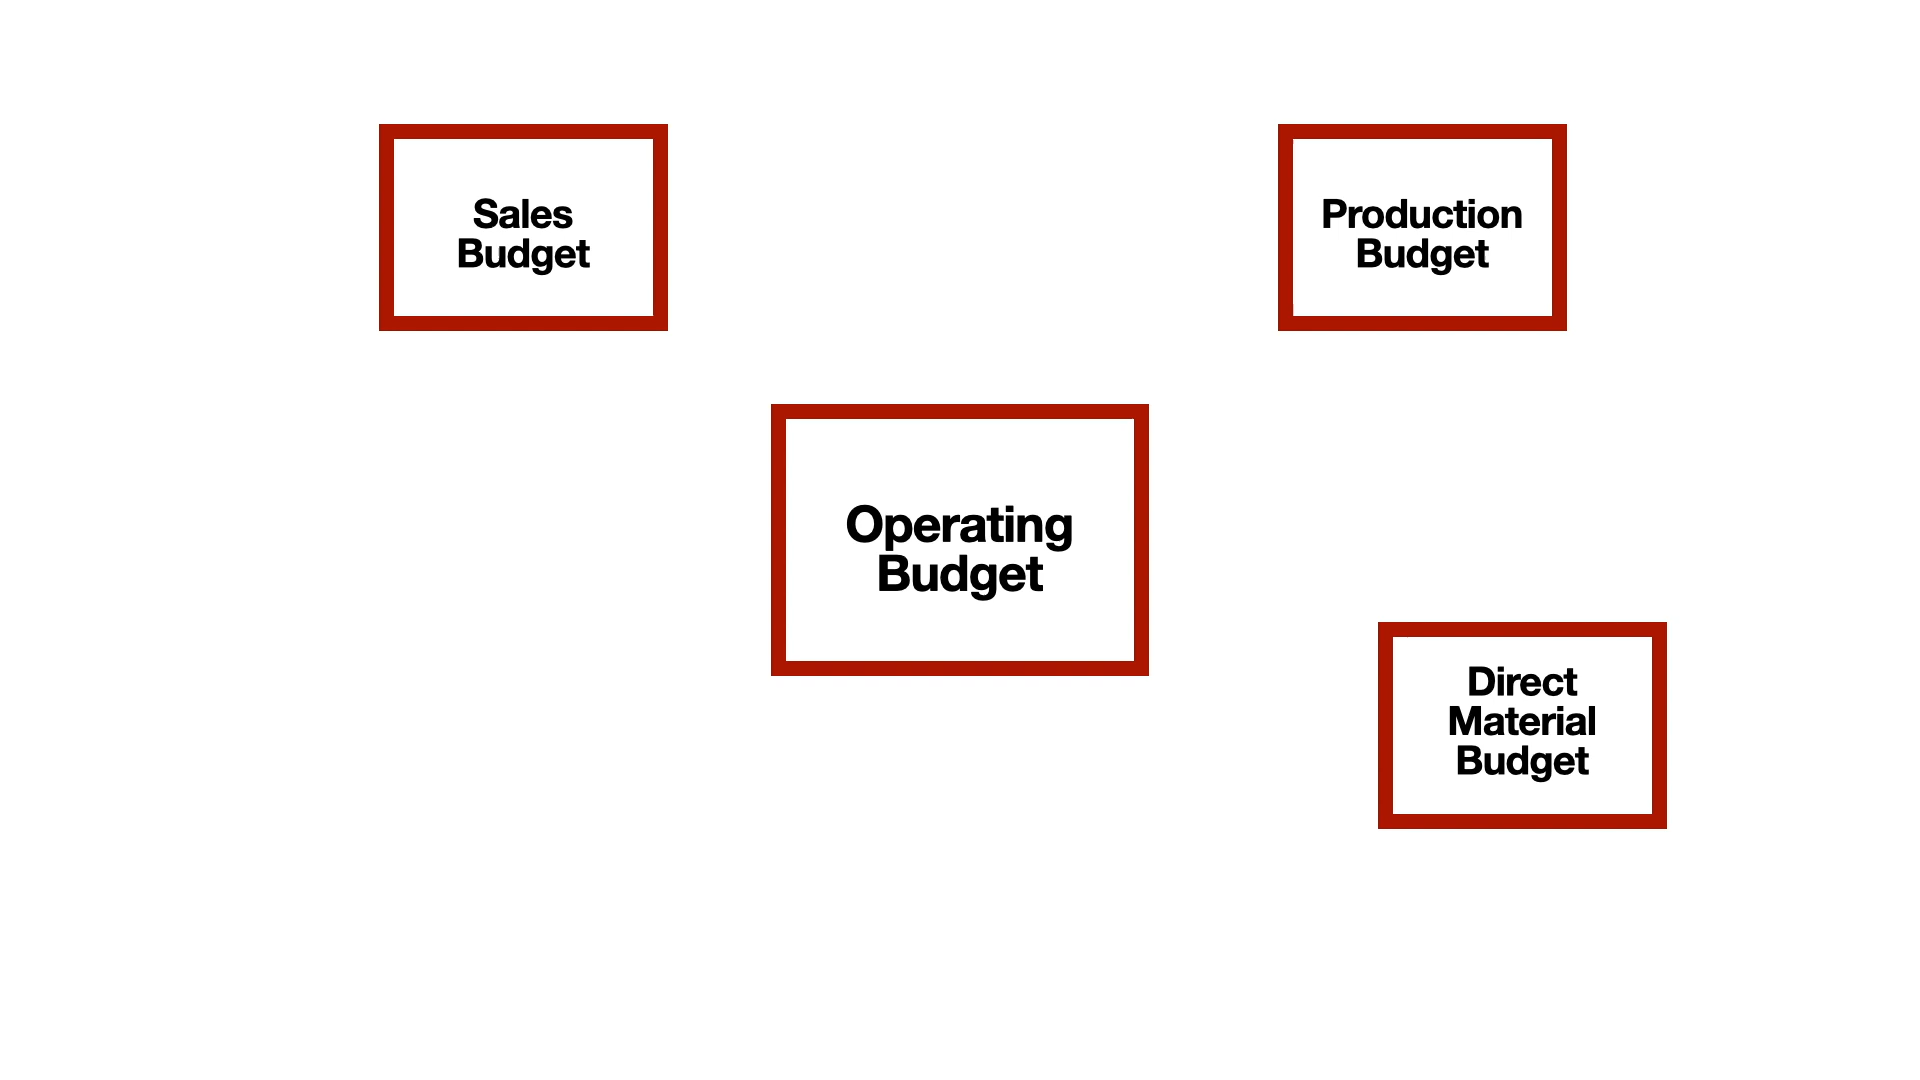 Sales
Budget
Production
Budget
Operating
Budget
Direct
Material
Budget